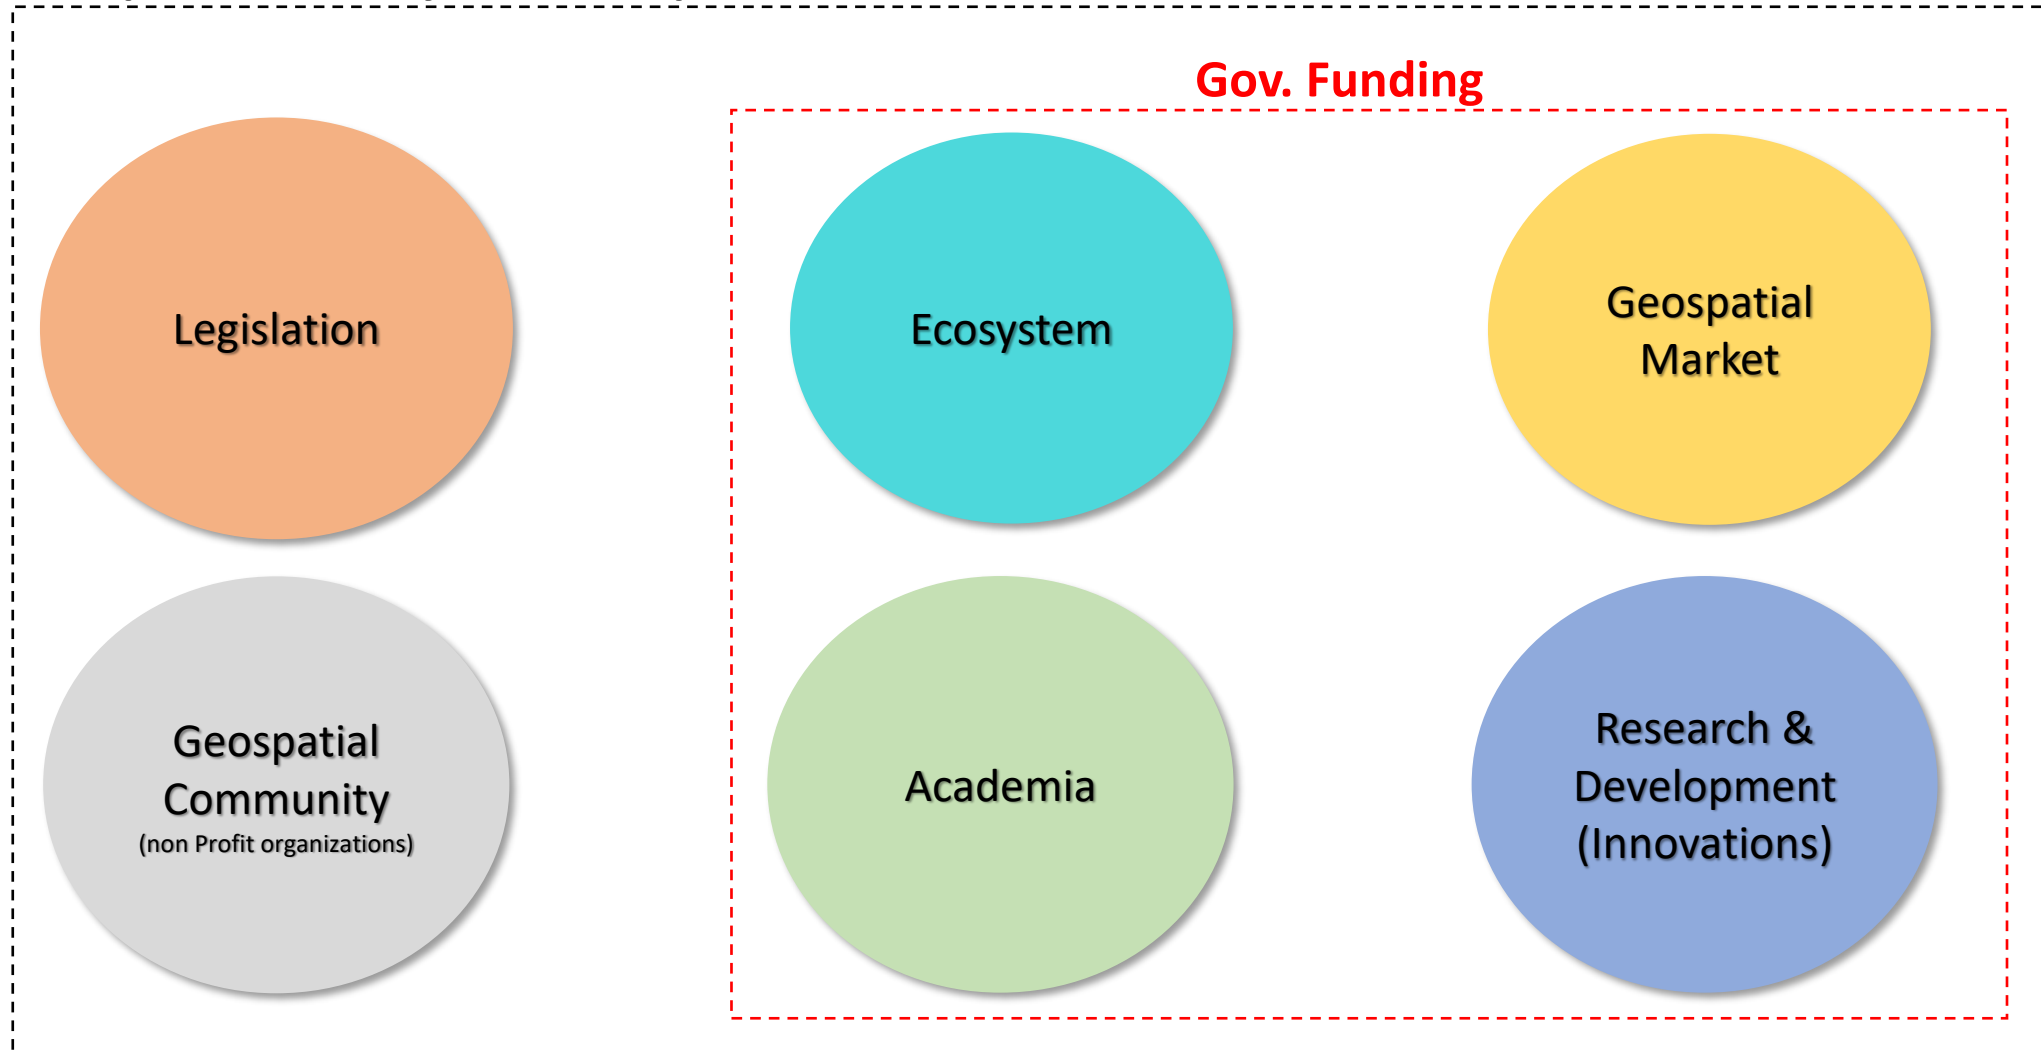 Gov. Funding
Legislation
Ecosystem
Geospatial
Market
Geospatial
Community
(non Profit organizations)
Academia
Research &
Development
(Innovations)